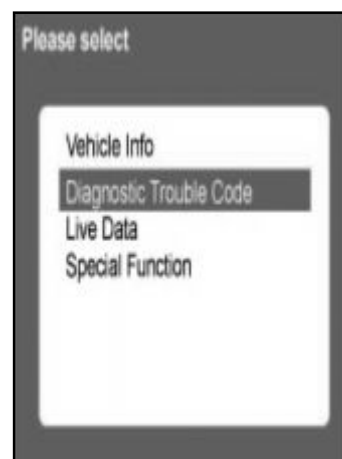 Please select
Vehicle Info
Diagnostic Trouble Code
Live Data
Special Function